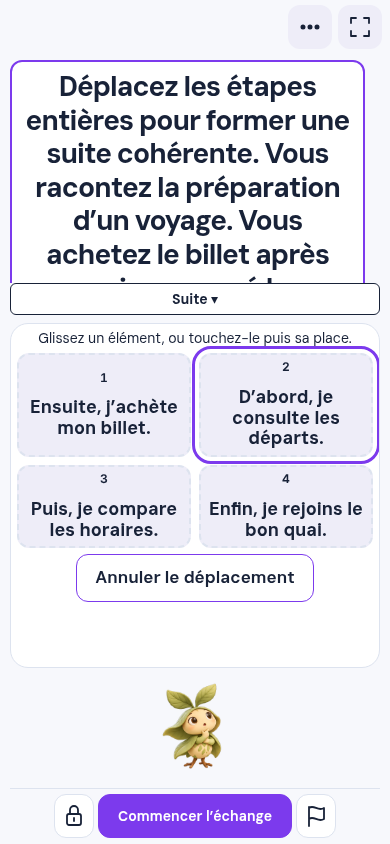 Déplacez les étapes
entières pour former une
suite cohérente. Vous
racontez la préparation
d’un voyage. Vous
achetez le billet après
Suite ▾
Glissez un élément, ou touchez-le puis sa place.
1
Ensuite, j’achète
mon billet.
2
D’abord, je
consulte les
départs.
3
Puis, je compare
les horaires.
4
Enfin, je rejoins le
bon quai.
Annuler le déplacement
Commencer l’échange